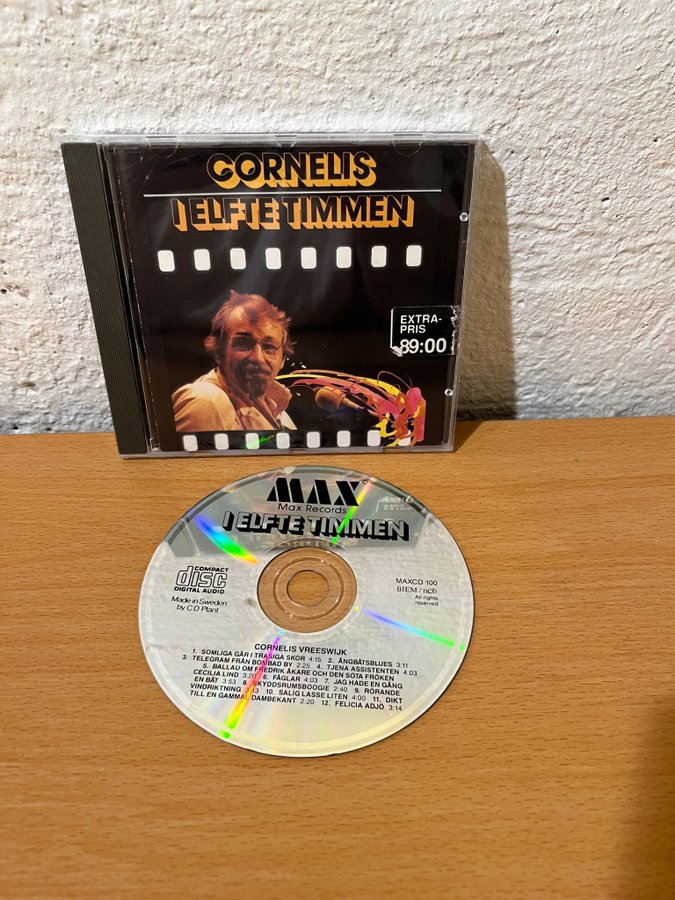 CORNELIS
I ELFTE TIMMEN
EXTRA-
PRIS
89:00
MAX
Max Records
I ELFTE TIMMEN
COMPACT
disc
DIGITAL AUDIO
Made in Sweden
by CD Plant
MAXCD 100
BIEM / ncb
All rights
reserved
CORNELIS VREESWIJK
1. SOMLIGA GÅR I TRASIGA SKOR 4:15 2. ÅNGBÅTSBLUES 3:11
3. TELEGRAM FRÅN BOMBAD BY 2:25 4. TJENA ASSISTENTEN 4:03
5. BALLAU OM FREDRIK ÅKARE OCH DEN SÖTA FRÖKEN
CECILIA LIND 3:20 6. FÅGLAR 4:03 7. JAG HADE EN GÅNG
EN BÅT 3:53 8. SKYDDSRUMSBOOGIE 2:40 9. RÖRANDE
VINDRIKTNING 10. SALIG LASSE LITEN 4:00 11. DIKT
TILL EN GAMMAL DAMBEKANT 2:20 12. FELICIA ADJÖ 3:14